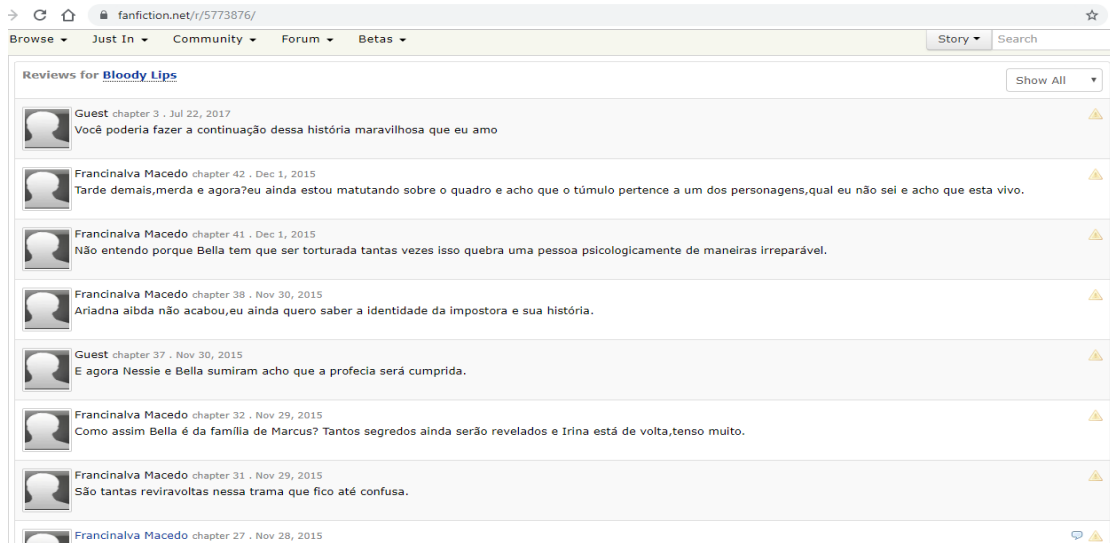 fanfiction.net/r/5773876/
Browse Just In Community Forum Betas Story Search
Reviews for Bloody Lips
Show All
Guest chapter 3 . Jul 22, 2017
Você poderia fazer a continuação dessa história maravilhosa que eu amo
Francinalva Macedo chapter 42 . Dec 1, 2015
Tarde demais,merda e agora?eu ainda estou matutando sobre o quadro e acho que o túmulo pertence a um dos personagens,qual eu não sei e acho que esta vivo.
Francinalva Macedo chapter 41 . Dec 1, 2015
Não entendo porque Bella tem que ser torturada tantas vezes isso quebra uma pessoa psicologicamente de maneiras irreparável.
Francinalva Macedo chapter 38 . Nov 30, 2015
Ariadna aibda não acabou,eu ainda quero saber a identidade da impostora e sua história.
Guest chapter 37 . Nov 30, 2015
E agora Nessie e Bella sumiram acho que a profecia será cumprida.
Francinalva Macedo chapter 32 . Nov 29, 2015
Como assim Bella é da família de Marcus? Tantos segredos ainda serão revelados e Irina está de volta,tenso muito.
Francinalva Macedo chapter 31 . Nov 29, 2015
São tantas reviravoltas nessa trama que fico até confusa.
Francinalva Macedo chapter 27 . Nov 28, 2015